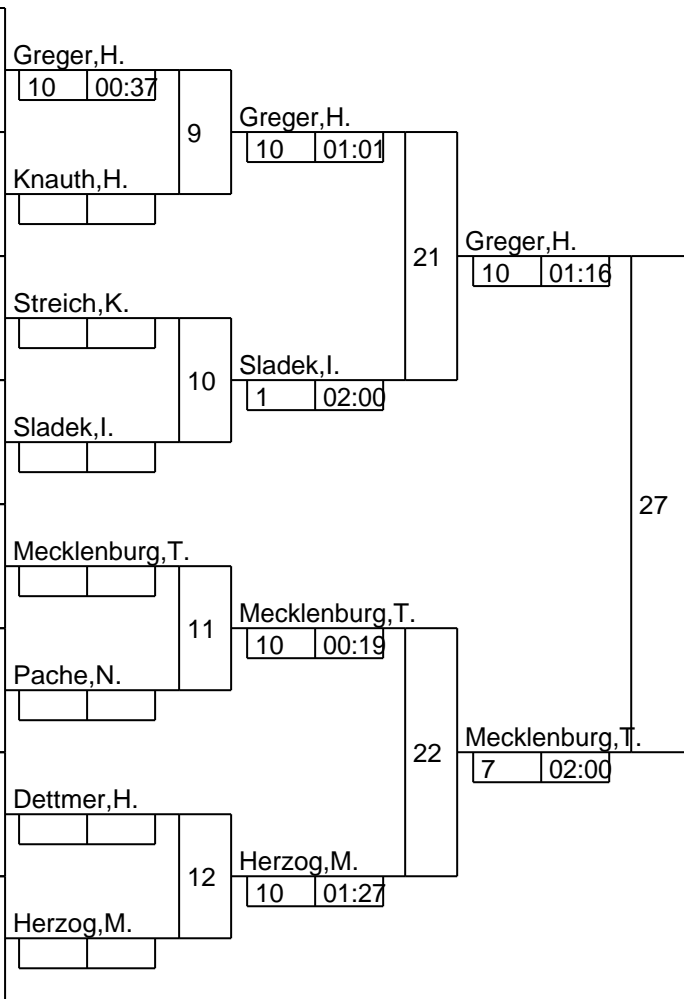 Greger,H.
10 00:37
9
Greger,H.
10 01:01
Knauth,H.
21
Greger,H.
10 01:16
Streich,K.
10
Sladek,I.
1 02:00
Sladek,I.
27
Mecklenburg,T.
11
Mecklenburg,T.
10 00:19
Pache,N.
22
Mecklenburg,T.
7 02:00
Dettmer,H.
12
Herzog,M.
10 01:27
Herzog,M.